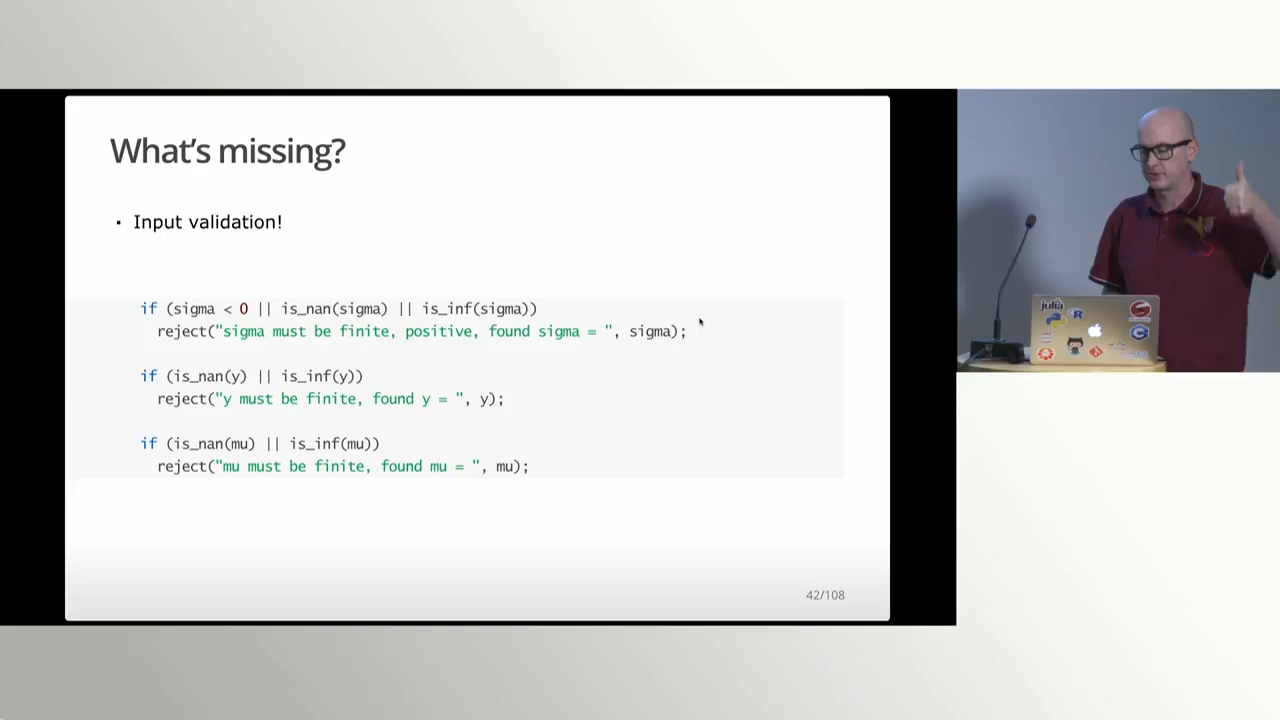 What's missing?
· Input validation!
if (sigma < 0 || is_nan(sigma) || is_inf(sigma))
reject("sigma must be finite, positive, found sigma = ", sigma);
if (is_nan(y) || is_inf(y))
reject("y must be finite, found y = ", y);
if (is_nan(mu) || is_inf(mu))
reject("mu must be finite, found mu = ", mu);
42/108
julia
R
C